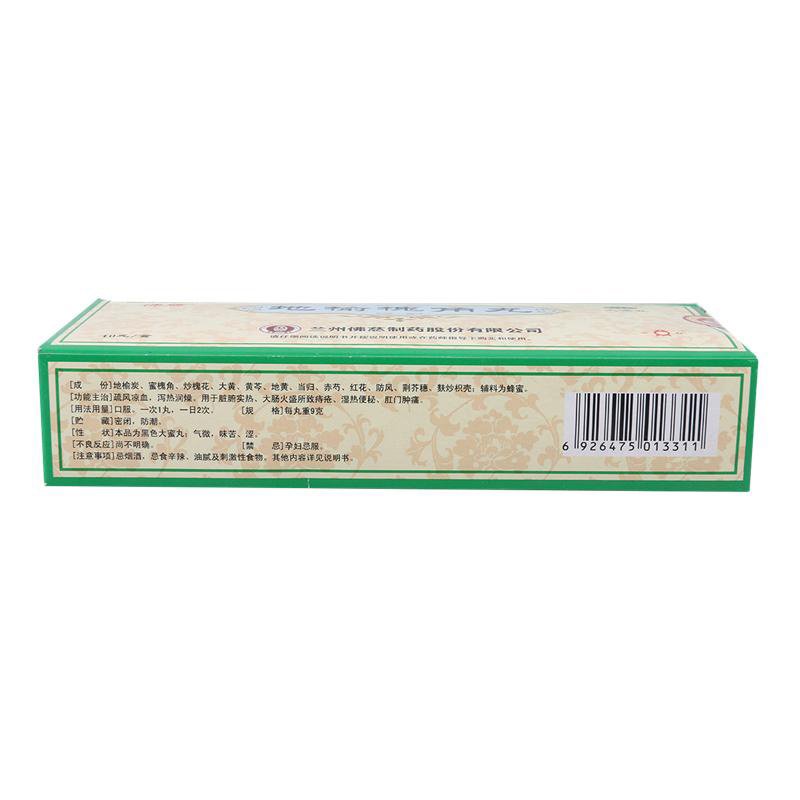 地榆槐角丸
兰州佛慈制药股份有限公司
10丸/盒
请仔细阅读说明书并按说明使用或在药师指导下购买和使用。
[成 份]地榆炭、蜜槐角、炒槐花、大黄、黄芩、地黄、当归、赤芍、红花、防风、荆芥穗、麸炒枳壳；辅料为蜂蜜。
[功能主治]疏风凉血，泻热润燥。用于脏腑实热、大肠火盛所致痔疮、湿热便秘、肛门肿痛。
[用法用量]口服。一次1丸，一日2次。 [规 格]每丸重9克
[贮 藏]密闭，防潮。
[性 状]本品为黑色大蜜丸；气微，味苦、涩。
[不良反应]尚不明确。 [禁 忌]孕妇忌服。
[注意事项]忌烟酒，忌食辛辣、油腻及刺激性食物。其他内容详见说明书。
6 926475 013311